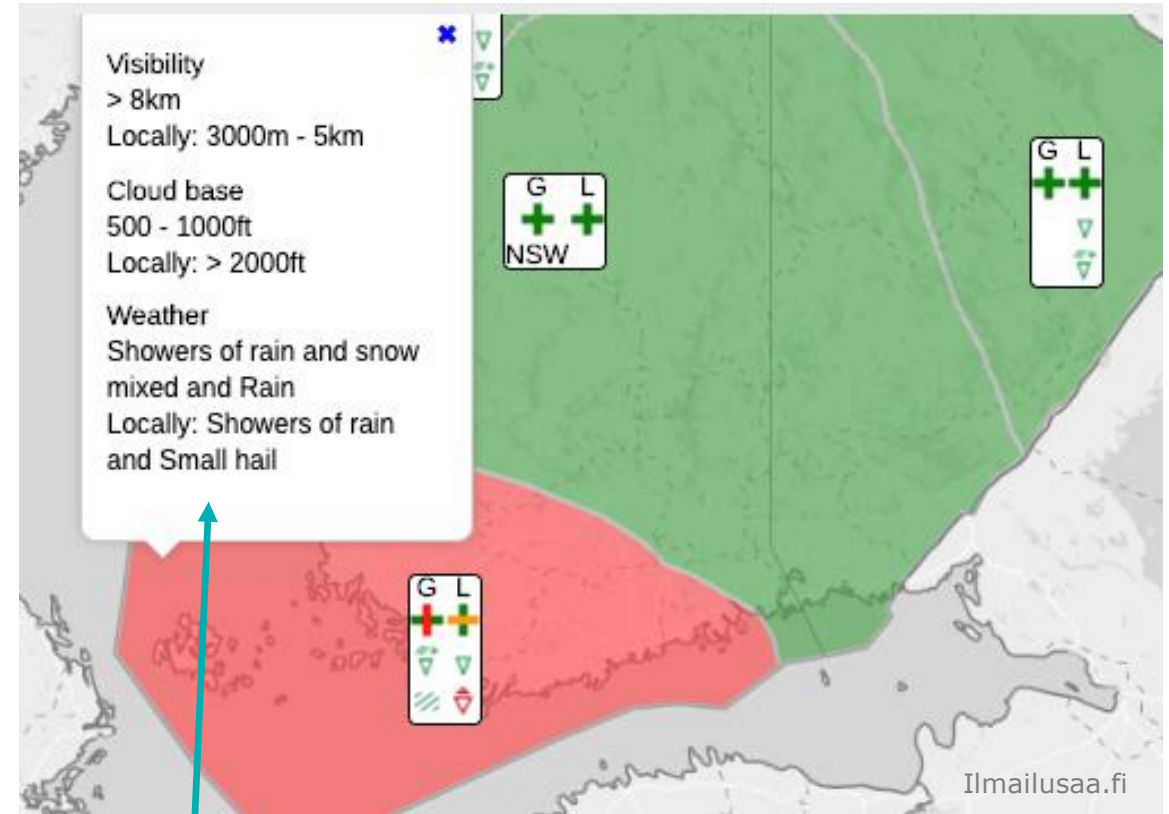 Visibility
> 8km
Locally: 3000m - 5km
Cloud base
500 - 1000ft
Locally: > 2000ft
Weather
Showers of rain and snow
mixed and Rain
Locally: Showers of rain
and Small hail
G L
NSW
G L
G L
Ilmailusaa.fi